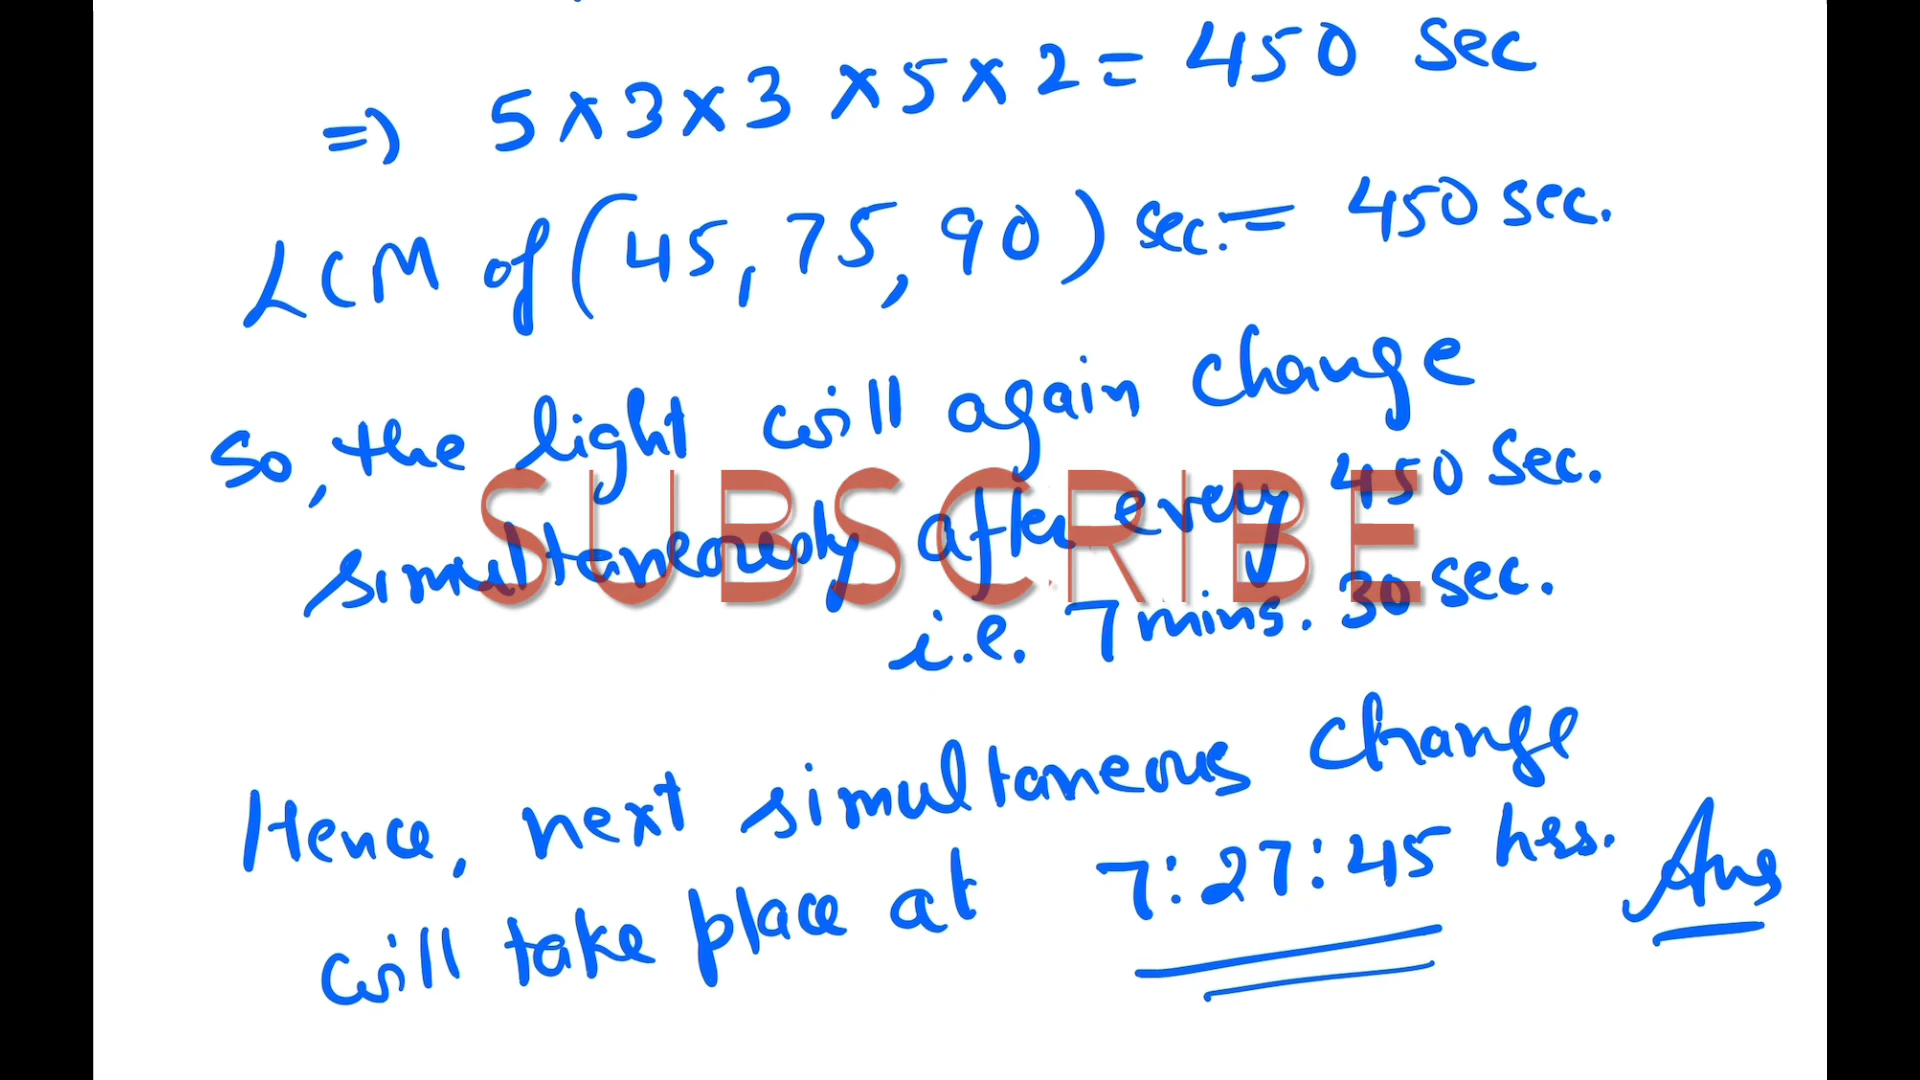 => 5 x 3 x 3 x 5 x 2 = 450 sec
LCM of (45, 75, 90) sec. = 450 sec.
So, the light will again change
simultaneously after every 450 Sec.
SUBSCRIBE
i.e. 7 mins. 30 sec.
Hence, next simultaneous change
will take place at 7:27:45 hrs. Ans